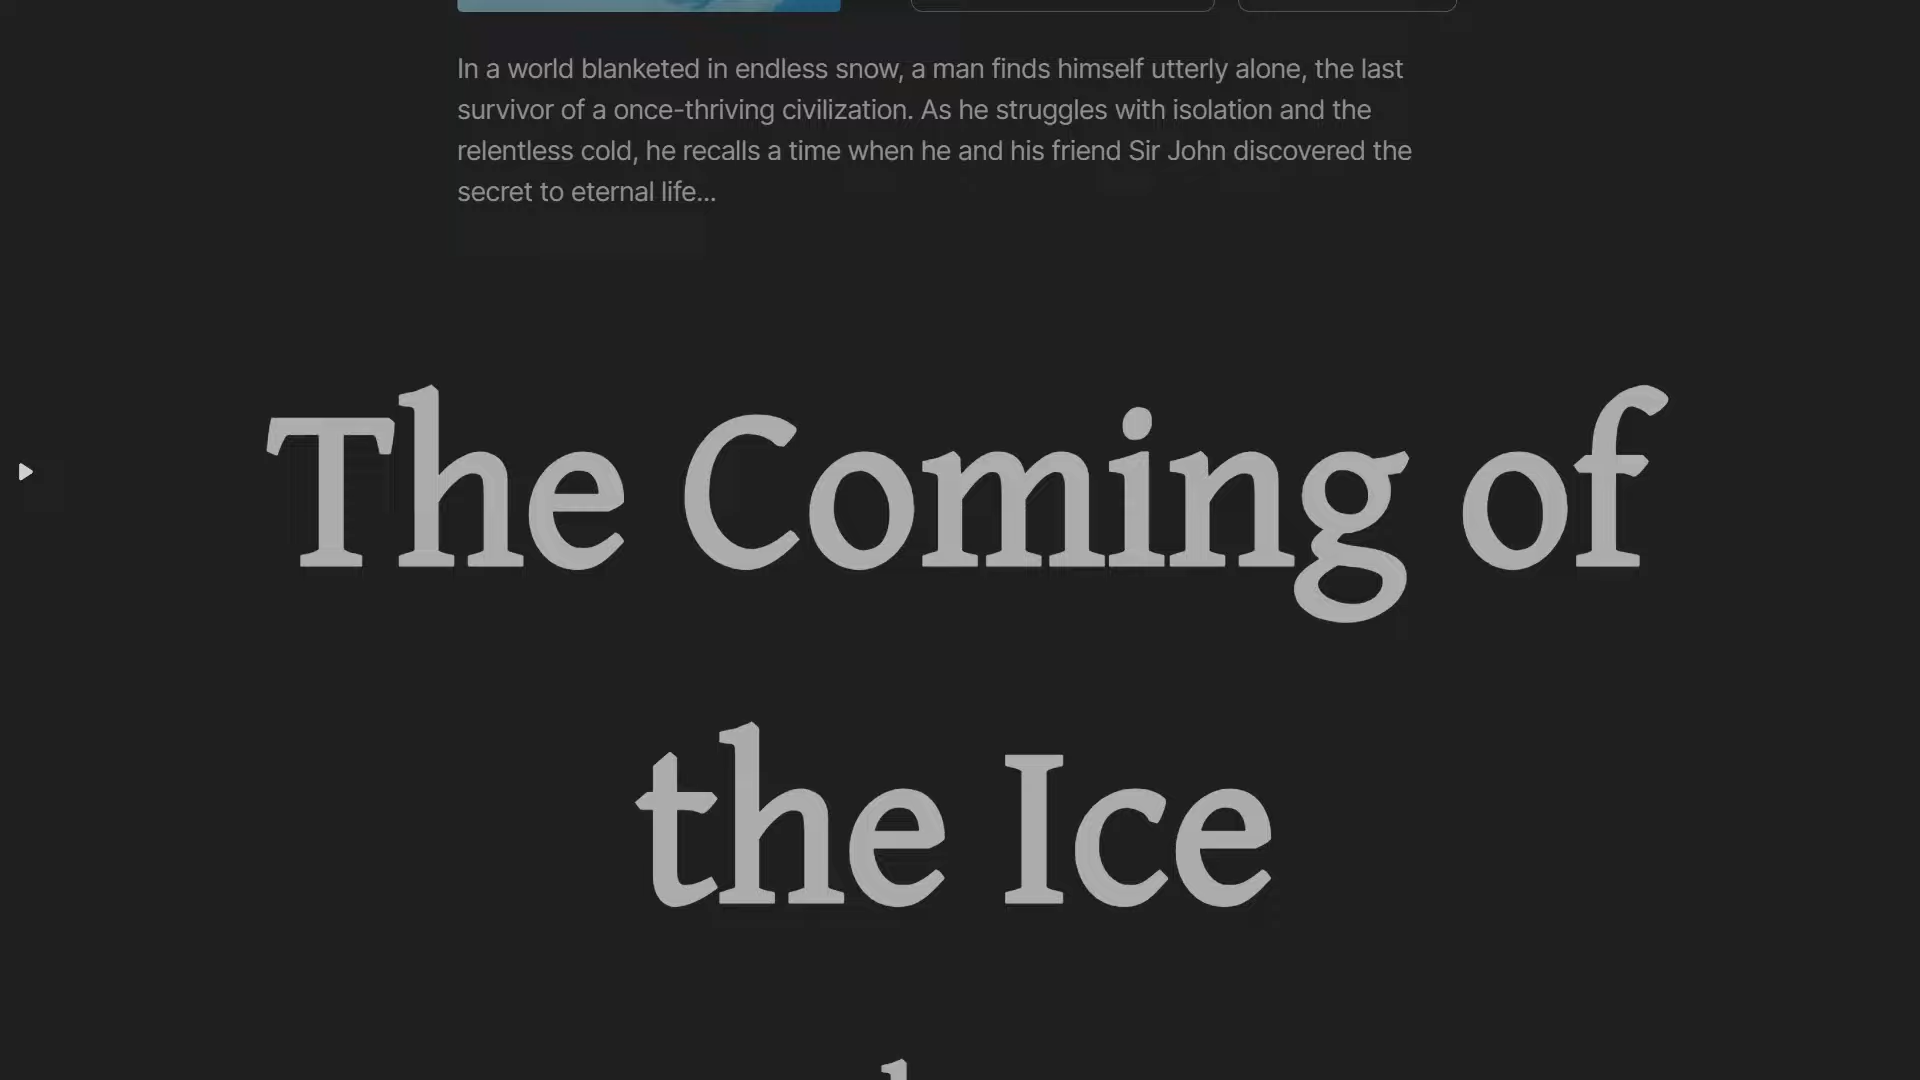 In a world blanketed in endless snow, a man finds himself utterly alone, the last
survivor of a once-thriving civilization. As he struggles with isolation and the
relentless cold, he recalls a time when he and his friend Sir John discovered the
secret to eternal life...
The Coming of
the Ice